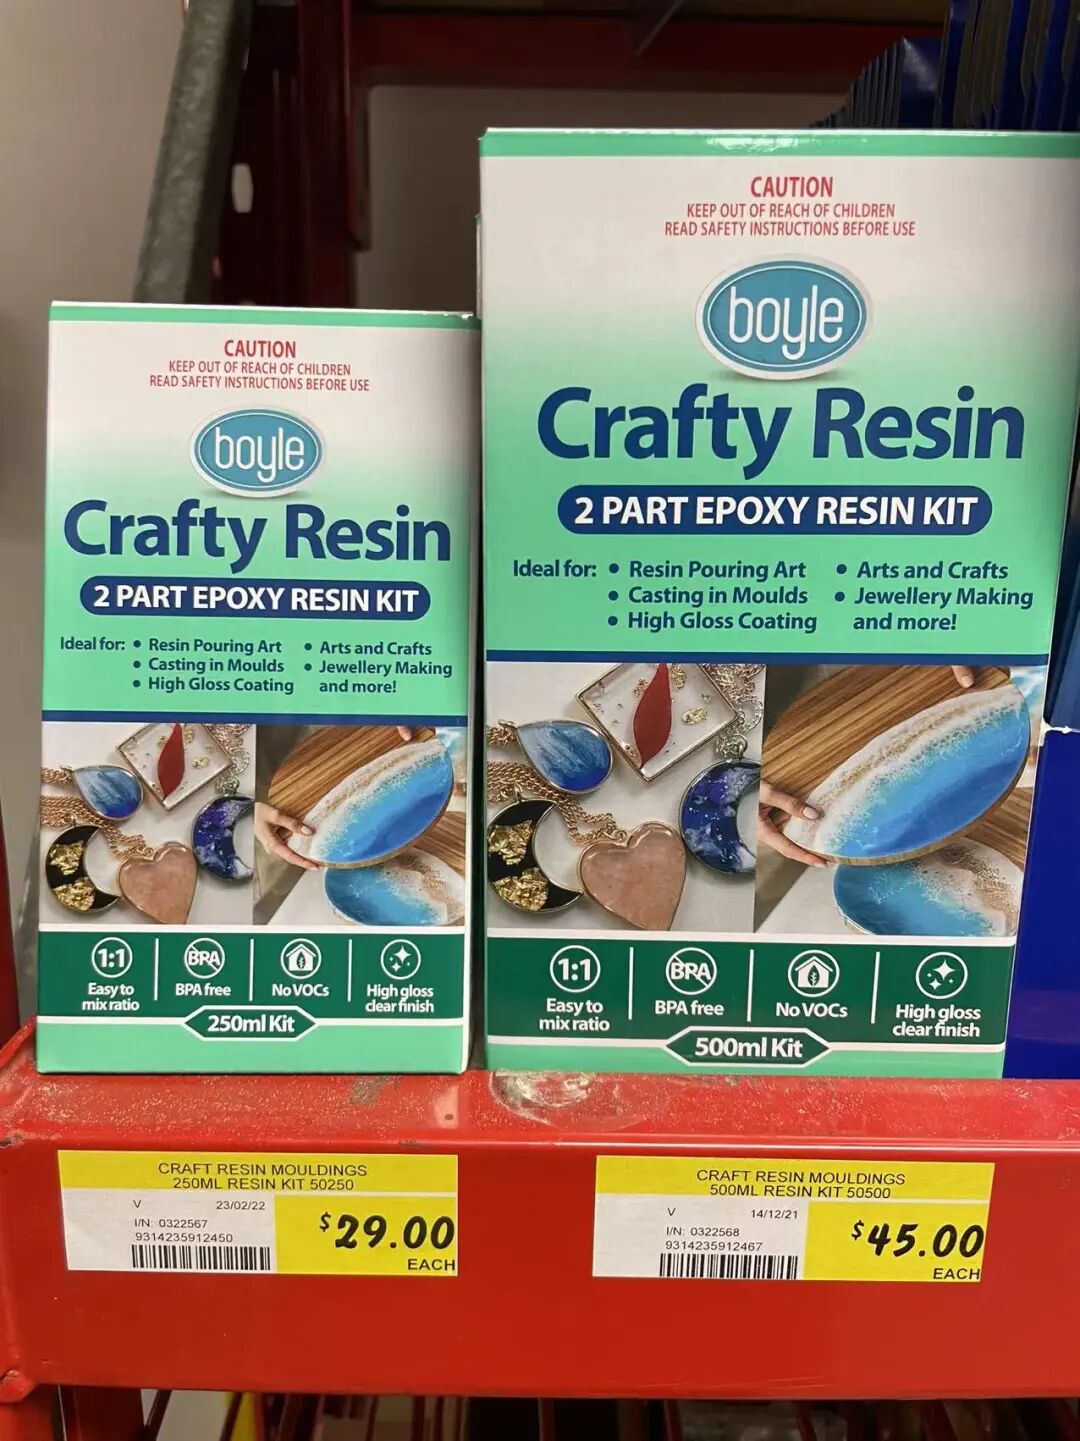 CAUTION
KEEP OUT OF REACH OF CHILDREN
READ SAFETY INSTRUCTIONS BEFORE USE
boyle
Crafty Resin
2 PART EPOXY RESIN KIT
Ideal for: • Resin Pouring Art • Arts and Crafts
• Casting in Moulds • Jewellery Making
• High Gloss Coating and more!
1:1 BPA
Easy to mix ratio
BPA free
No VOCs
High gloss clear finish
250ml Kit
CAUTION
KEEP OUT OF REACH OF CHILDREN
READ SAFETY INSTRUCTIONS BEFORE USE
boyle
Crafty Resin
2 PART EPOXY RESIN KIT
Ideal for: • Resin Pouring Art • Arts and Crafts
• Casting in Moulds • Jewellery Making
• High Gloss Coating and more!
1:1 BPA
Easy to mix ratio
BPA free
No VOCs
High gloss clear finish
500ml Kit
CRAFT RESIN MOULDINGS
250ML RESIN KIT 50250
V 23/02/22
I/N: 0322567
9314235912450
$29.00
EACH
CRAFT RESIN MOULDINGS
500ML RESIN KIT 50500
V 14/12/21
I/N: 0322568
9314235912467
$45.00
EACH